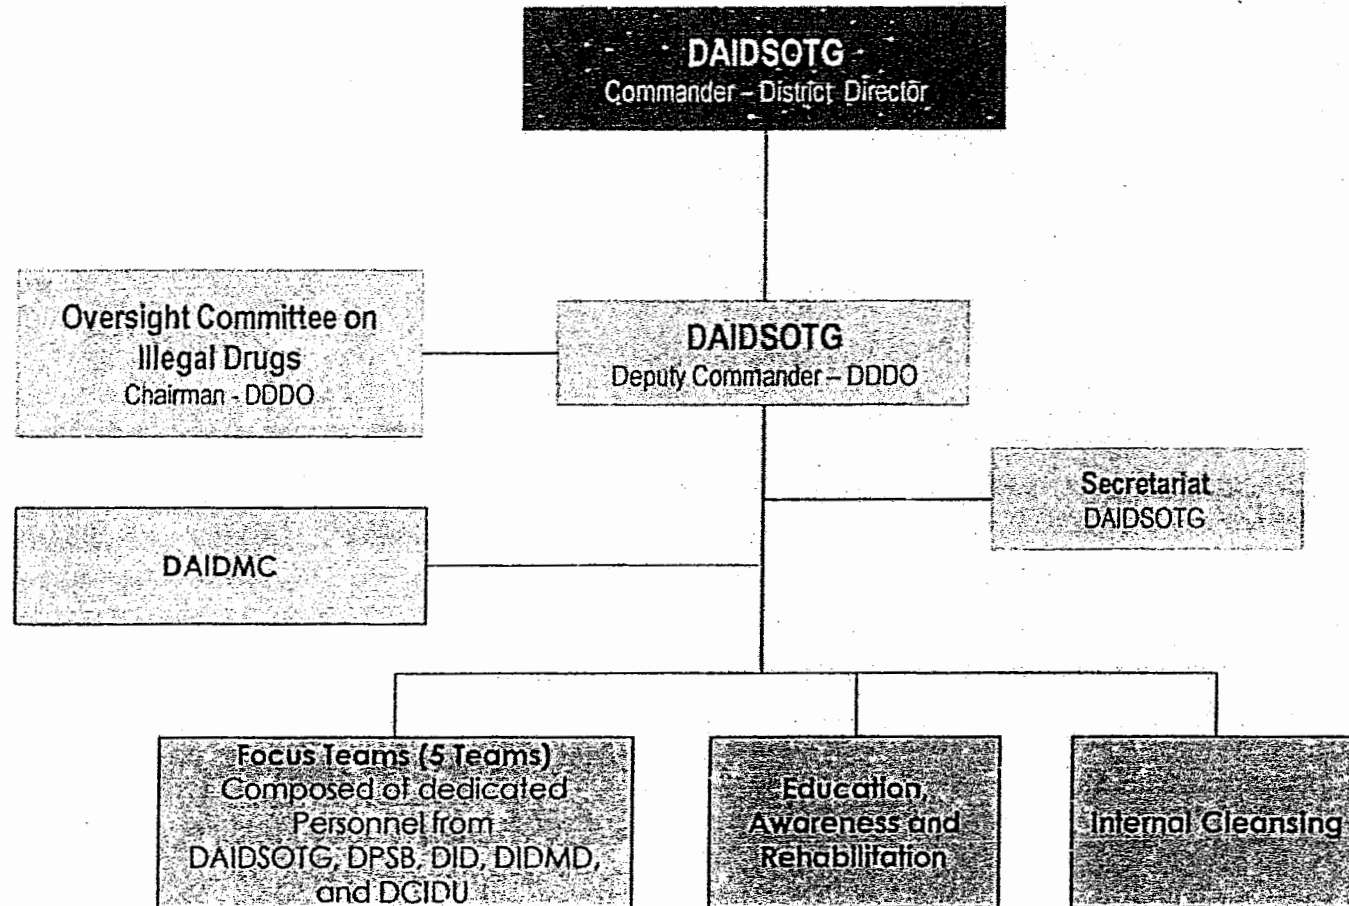 DAIDSOTG
Commander – District Director
Oversight Committee on
Illegal Drugs
Chairman - DDDO
DAIDSOTG
Deputy Commander – DDDO
Secretariat
DAIDSOTG
DAIDMC
Focus Teams (5 Teams)
Composed of dedicated
Personnel from
DAIDSOTG, DPSB, DID, DIDMD,
and DCIDU
Education,
Awareness and
Rehabilitation
Internal Cleansing